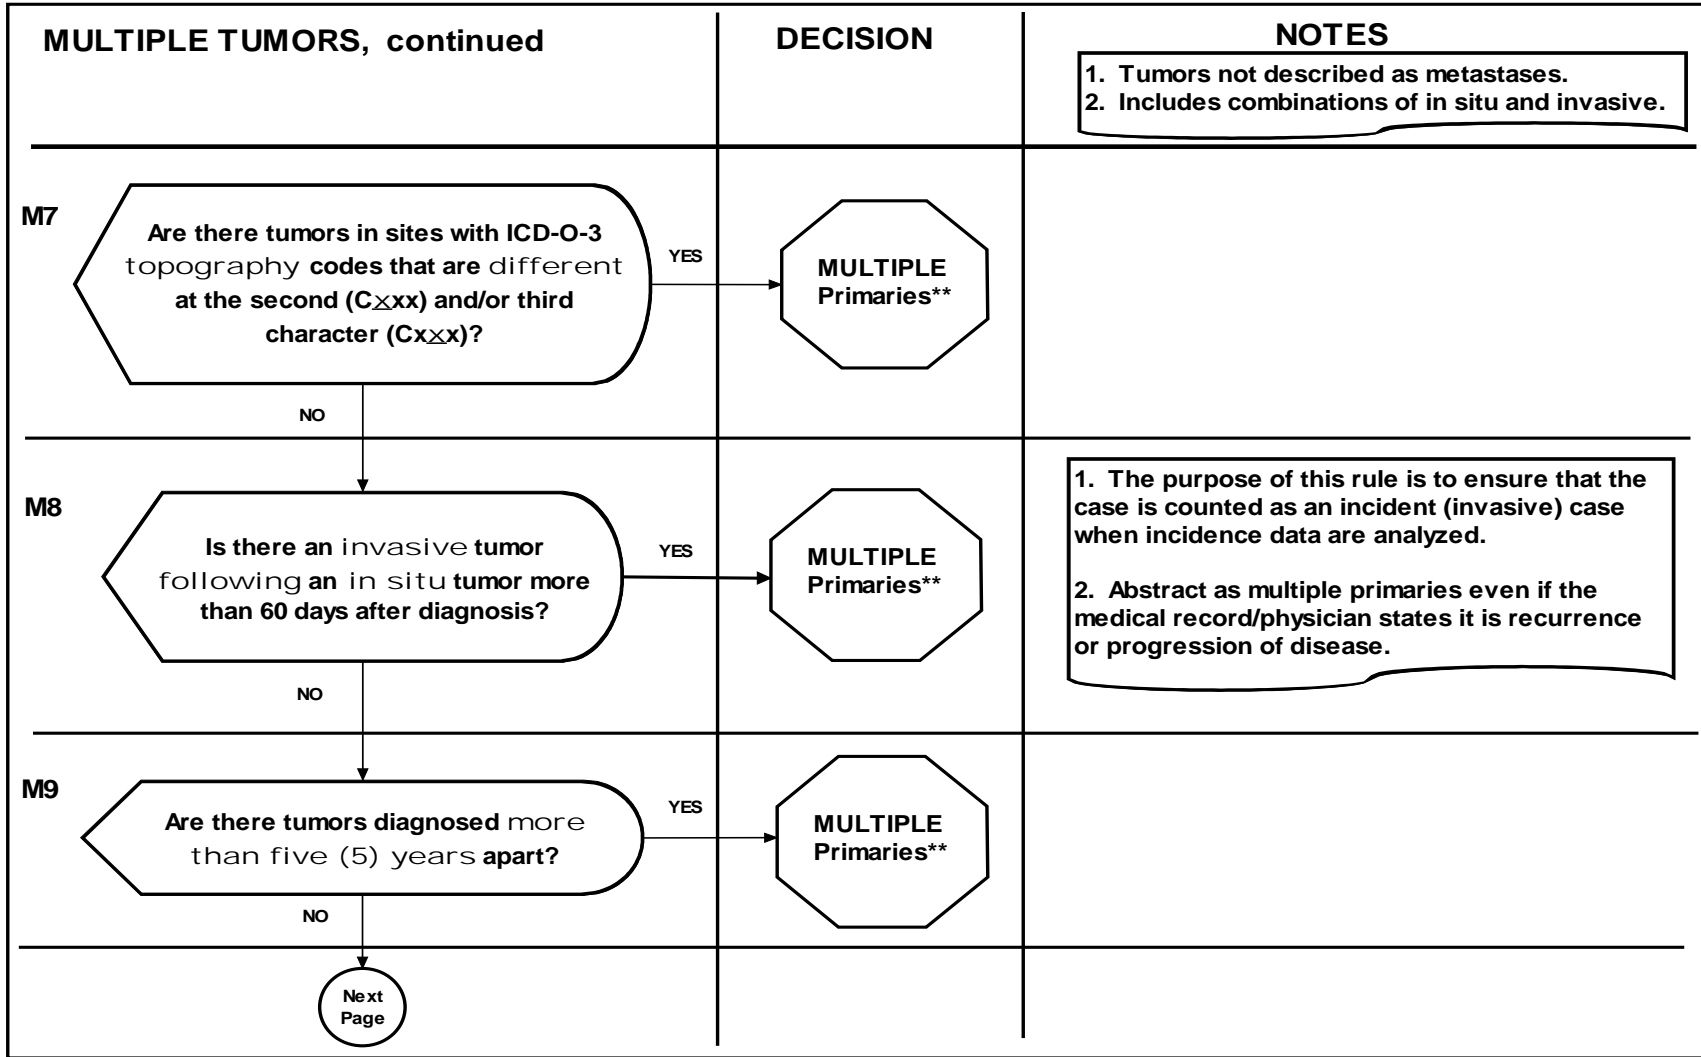 MULTIPLE TUMORS, continued
DECISION
NOTES
1. Tumors not described as metastases.
2. Includes combinations of in situ and invasive.
M7
Are there tumors in sites with ICD-O-3
topography codes that are different
at the second (Cxxx) and/or third
character (Cxxx)?
YES
MULTIPLE
Primaries**
NO
M8
Is there an invasive tumor
following an in situ tumor more
than 60 days after diagnosis?
YES
MULTIPLE
Primaries**
1. The purpose of this rule is to ensure that the
case is counted as an incident (invasive) case
when incidence data are analyzed.
2. Abstract as multiple primaries even if the
medical record/physician states it is recurrence
or progression of disease.
NO
M9
Are there tumors diagnosed more
than five (5) years apart?
YES
MULTIPLE
Primaries**
NO
Next
Page